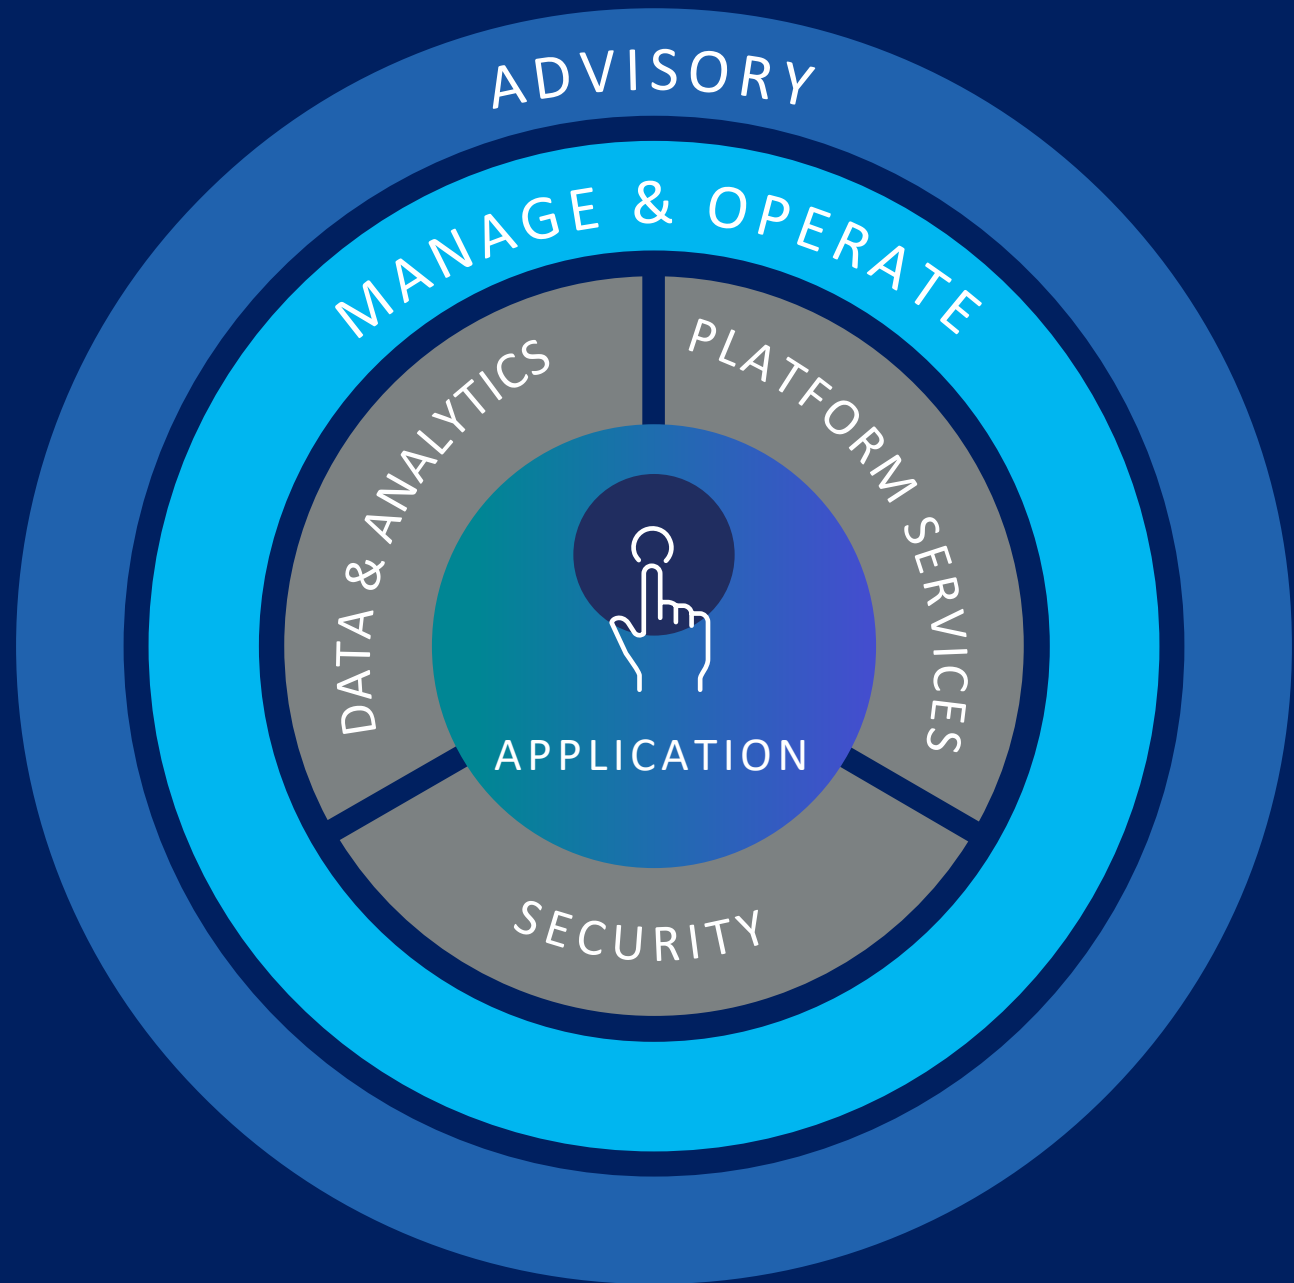 ADVISORY
MANAGE & OPERATE
DATA & ANALYTICS
PLATFORM SERVICES
APPLICATION
SECURITY